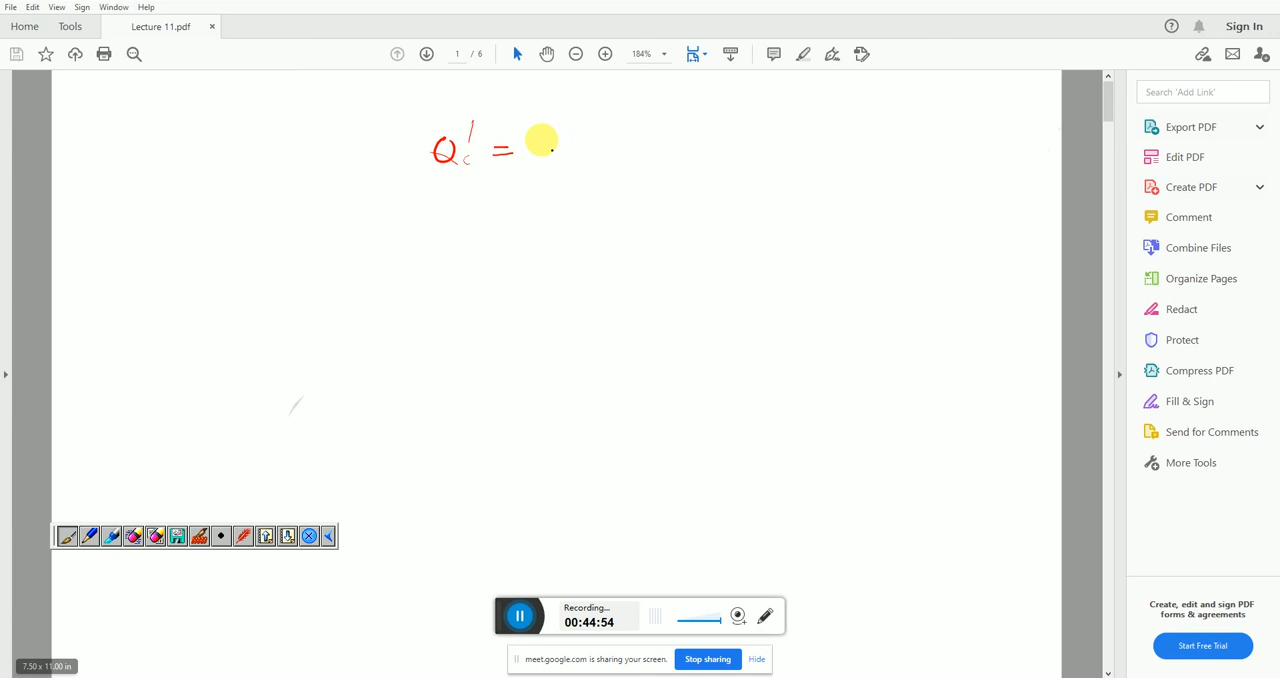 File Edit View Sign Window Help
Home Tools Lecture 11.pdf × Sign In
1 / 6 184%
Search 'Add Link'
Export PDF
Edit PDF
Create PDF
Comment
Combine Files
Organize Pages
Redact
Protect
Compress PDF
Fill & Sign
Send for Comments
More Tools
Q'c =
Recording...
00:44:54
meet.google.com is sharing your screen. Stop sharing Hide
7.50 x 11.00 in
Create, edit and sign PDF
forms & agreements
Start Free Trial